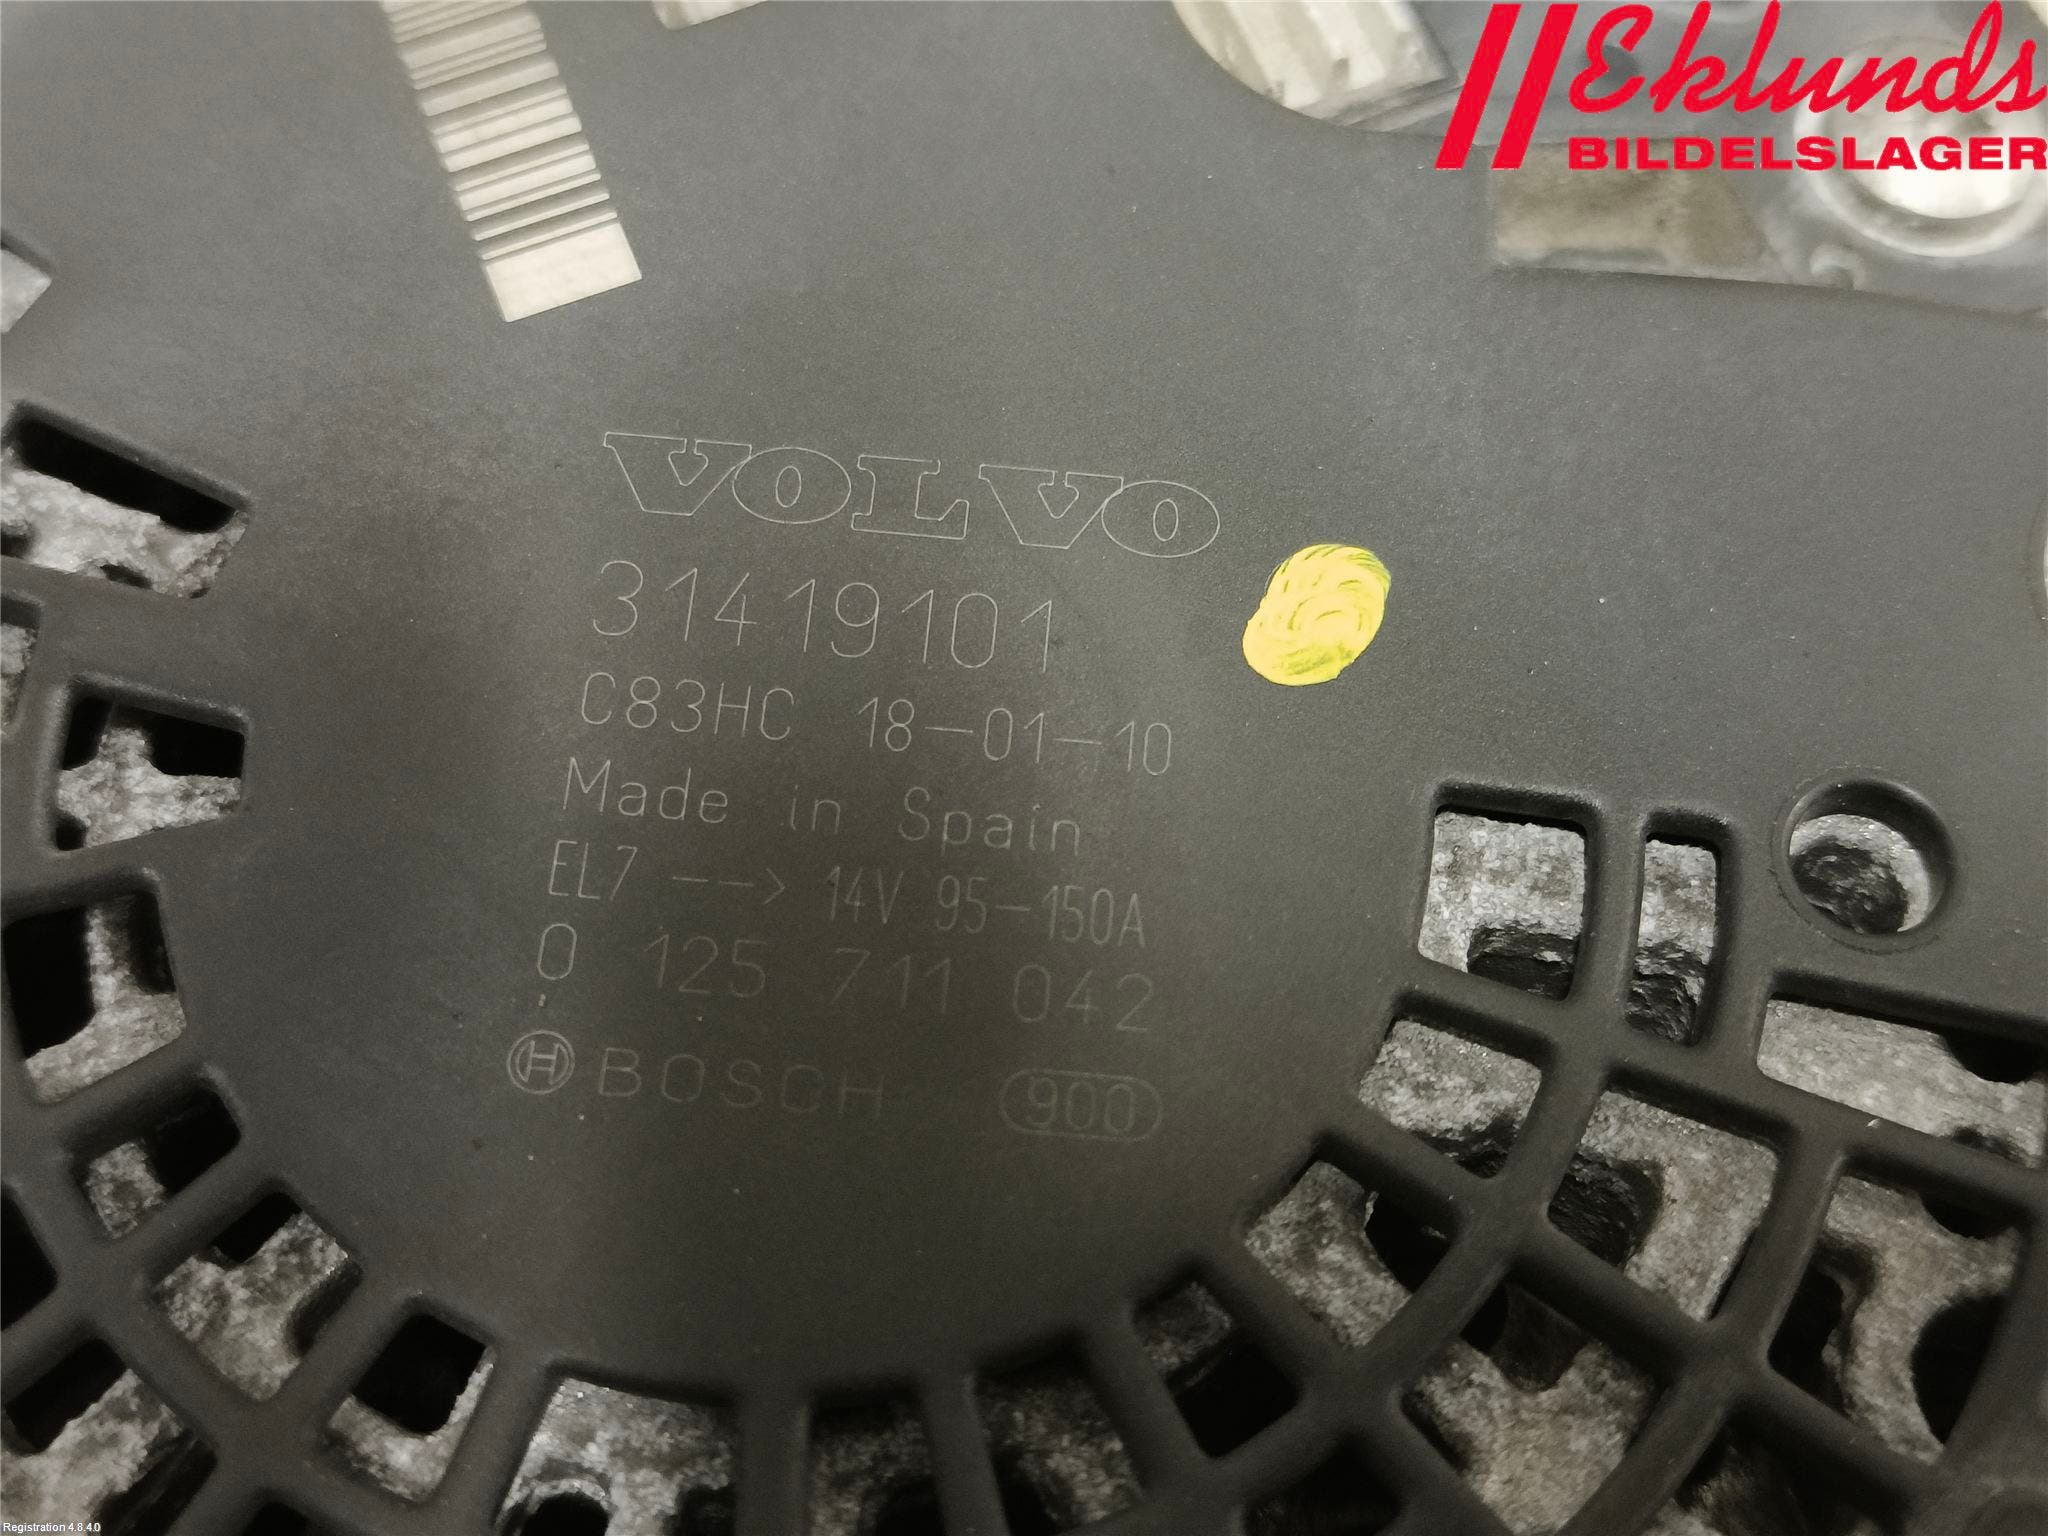 Eklunds
BILDELSLAGER
VOLVO
31419101
C83HC 18-01-10
Made in Spain
EL7 --> 14V 95-150A
0 125 711 042
BOSCH 900
Registration 4.8.4.0